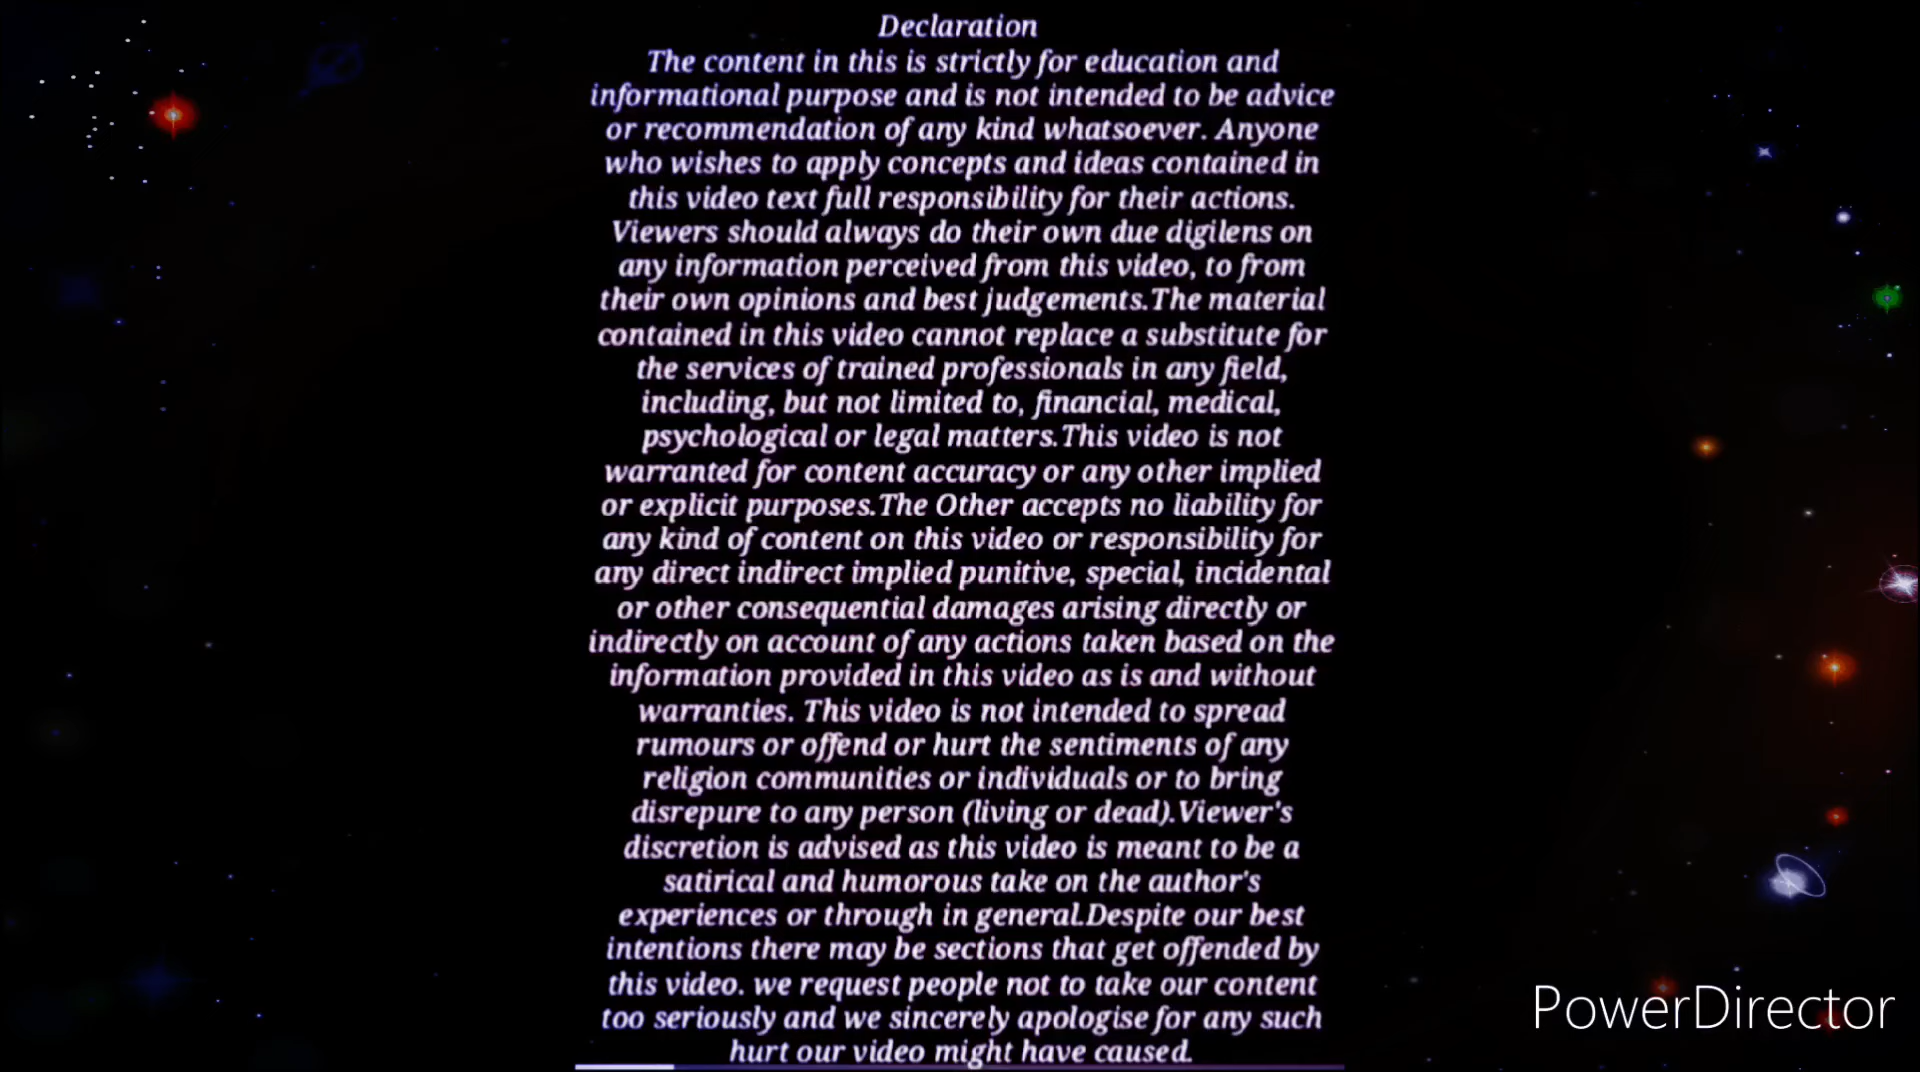 Declaration
The content in this is strictly for education and
informational purpose and is not intended to be advice
or recommendation of any kind whatsoever. Anyone
who wishes to apply concepts and ideas contained in
this video text full responsibility for their actions.
Viewers should always do their own due digilens on
any information perceived from this video, to from
their own opinions and best judgements.The material
contained in this video cannot replace a substitute for
the services of trained professionals in any field,
including, but not limited to, financial, medical,
psychological or legal matters.This video is not
warranted for content accuracy or any other implied
or explicit purposes.The Other accepts no liability for
any kind of content on this video or responsibility for
any direct indirect implied punitive, special, incidental
or other consequential damages arising directly or
indirectly on account of any actions taken based on the
information provided in this video as is and without
warranties. This video is not intended to spread
rumours or offend or hurt the sentiments of any
religion communities or individuals or to bring
disrepure to any person (living or dead).Viewer's
discretion is advised as this video is meant to be a
satirical and humorous take on the author's
experiences or through in general.Despite our best
intentions there may be sections that get offended by
this video. we request people not to take our content
too seriously and we sincerely apologise for any such
hurt our video might have caused.
PowerDirector